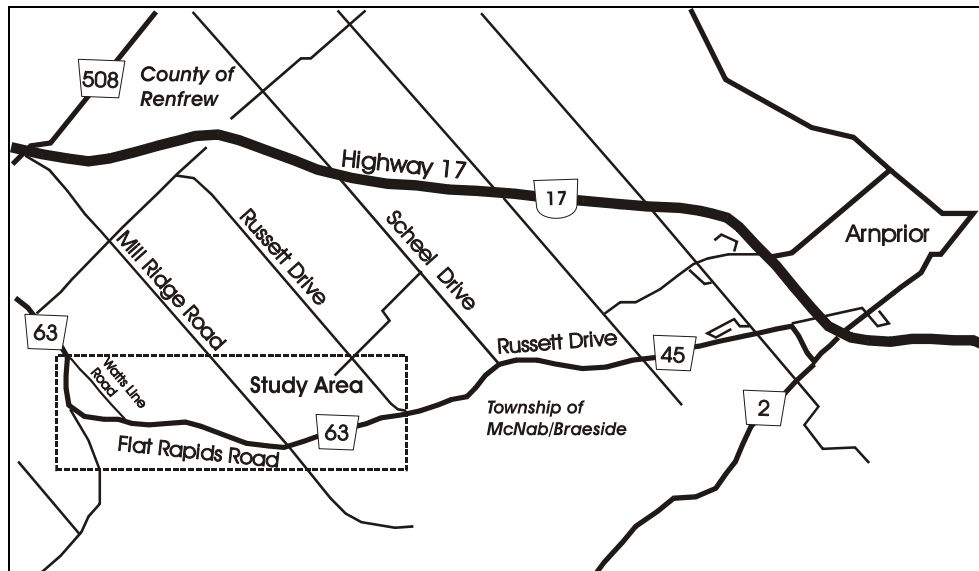 508
County of
Renfrew
Highway 17
17
Scheel Drive
Arnprior
Russett Drive
Mill Ridge Road
63
Russett Drive
45
Watts Line
Road
Study Area
2
Township of
McNab/Braeside
63
Flat Rapids Road